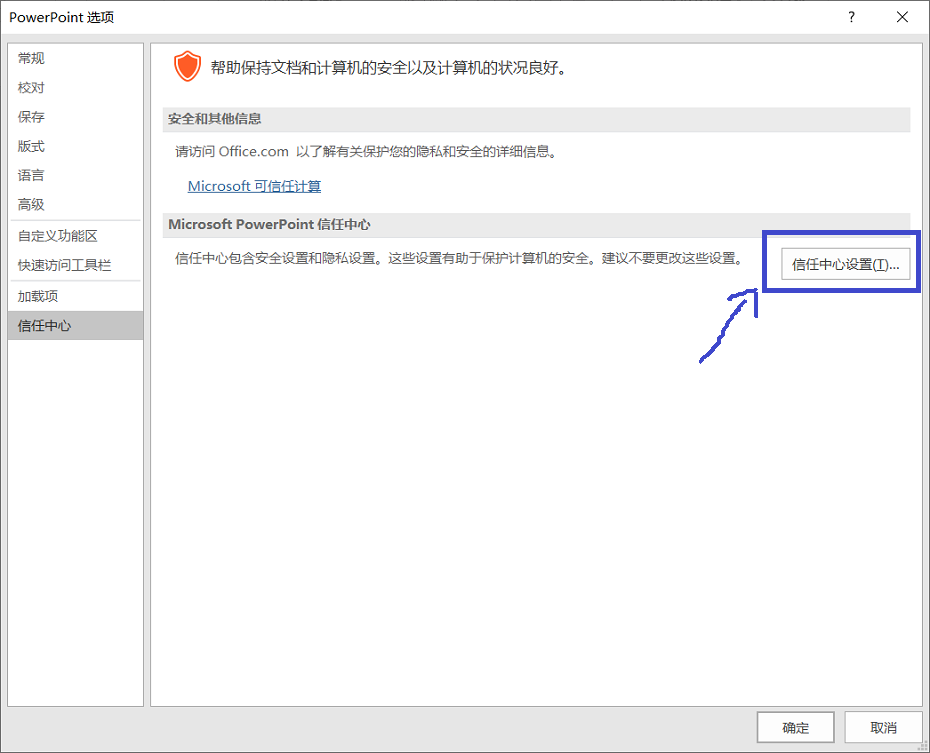 PowerPoint 选项
?
常规
校对
保存
版式
语言
高级
自定义功能区
快速访问工具栏
加载项
信任中心
帮助保持文档和计算机的安全以及计算机的状况良好。
安全和其他信息
请访问 Office.com 以了解有关保护您的隐私和安全的详细信息。
Microsoft 可信任计算
Microsoft PowerPoint 信任中心
信任中心包含安全设置和隐私设置。这些设置有助于保护计算机的安全。建议不要更改这些设置。
信任中心设置(T)...
确定
取消